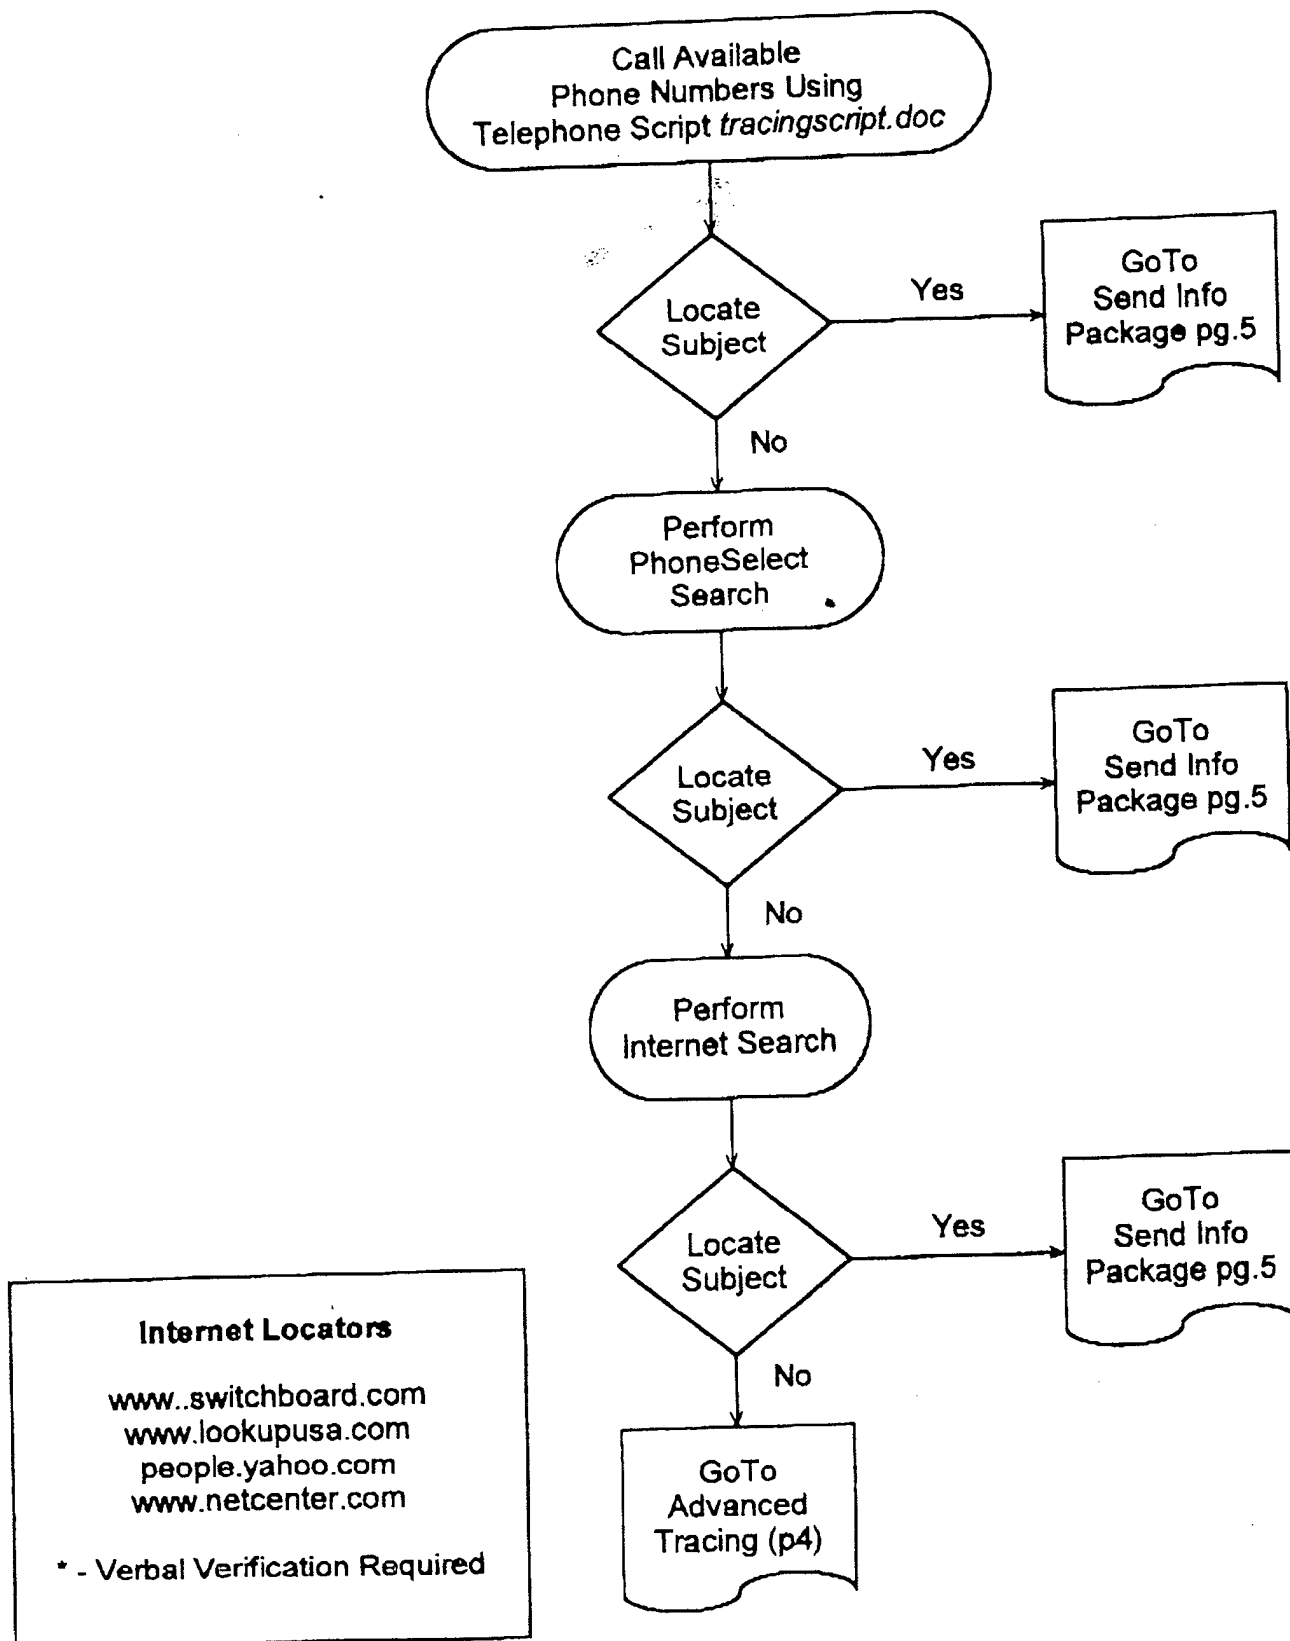 Call Available
Phone Numbers Using
Telephone Script tracingscript.doc
Locate
Subject
Yes
GoTo
Send Info
Package pg.5
No
Perform
PhoneSelect
Search
Locate
Subject
Yes
GoTo
Send Info
Package pg.5
No
Perform
Internet Search
Locate
Subject
Yes
GoTo
Send Info
Package pg.5
No
GoTo
Advanced
Tracing (p4)
Internet Locators
www..switchboard.com
www.lookupusa.com
people.yahoo.com
www.netcenter.com
* - Verbal Verification Required